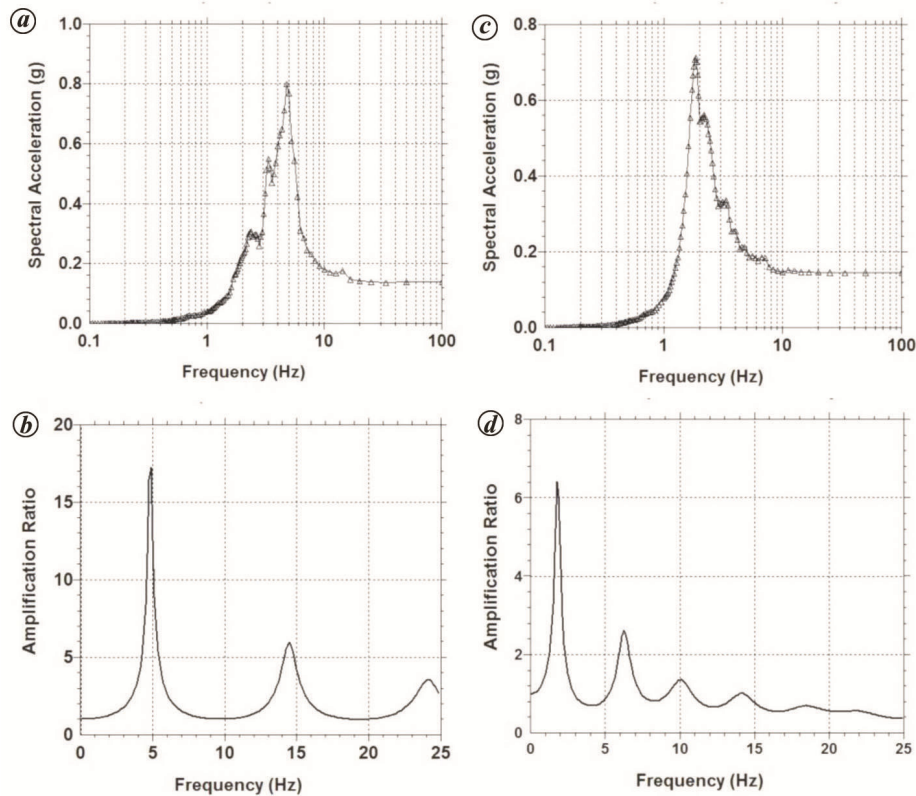 a
1.0
0.8
0.6
0.4
0.2
0.0
Spectral Acceleration (g)
0.1 1 10 100
Frequency (Hz)
c
0.8
0.6
0.4
0.2
0.0
Spectral Acceleration (g)
0.1 1 10 100
Frequency (Hz)
b
20
15
10
5
0
Amplification Ratio
0 5 10 15 20 25
Frequency (Hz)
d
8
6
4
2
0
Amplification Ratio
0 5 10 15 20 25
Frequency (Hz)